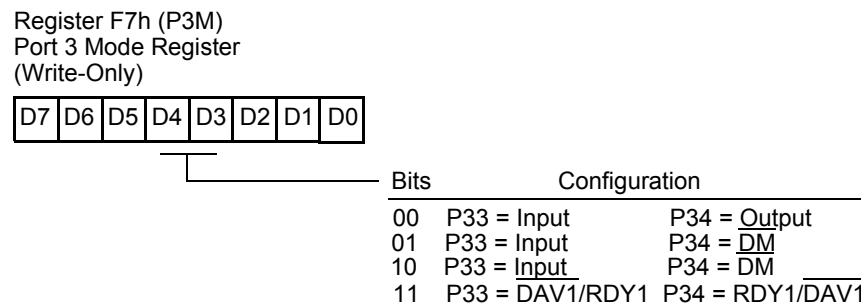 Register F7h (P3M)
Port 3 Mode Register
(Write-Only)
D7 D6 D5 D4 D3 D2 D1 D0
Bits Configuration
00 P33 = Input P34 = Output
01 P33 = Input P34 = DM
10 P33 = Input P34 = DM
11 P33 = DAV1/RDY1 P34 = RDY1/DAV1